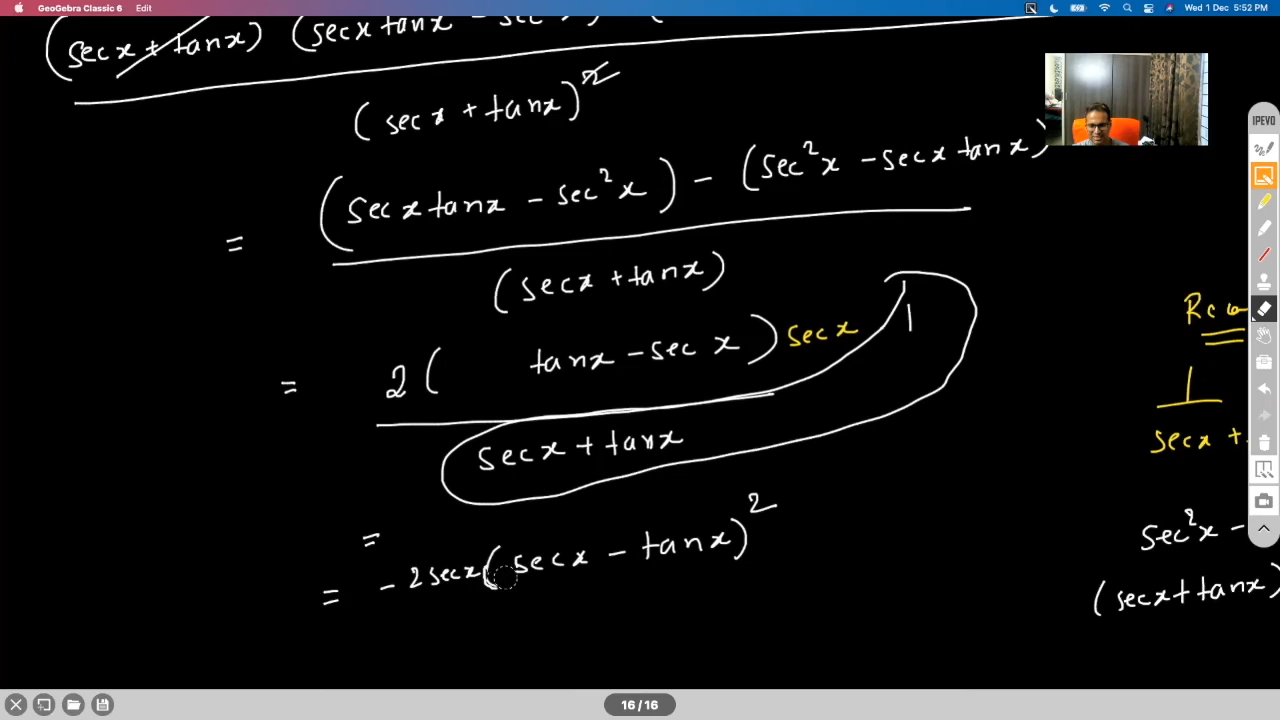 GeoGebra Classic 6 Edit Wed 1 Dec 5:52 PM
(secx + tanx) (secx tanx -
(secx + tanx)²
IPEVO
= (secx tanx - sec²x) - (sec²x - secx tanx)
(secx + tanx)
1
= 2( tanx - sec x) secx
secx + tanx
=
= - 2 secx (secx - tanx)²
1
secx +
sec²x -
(secx + tanx)
16 / 16